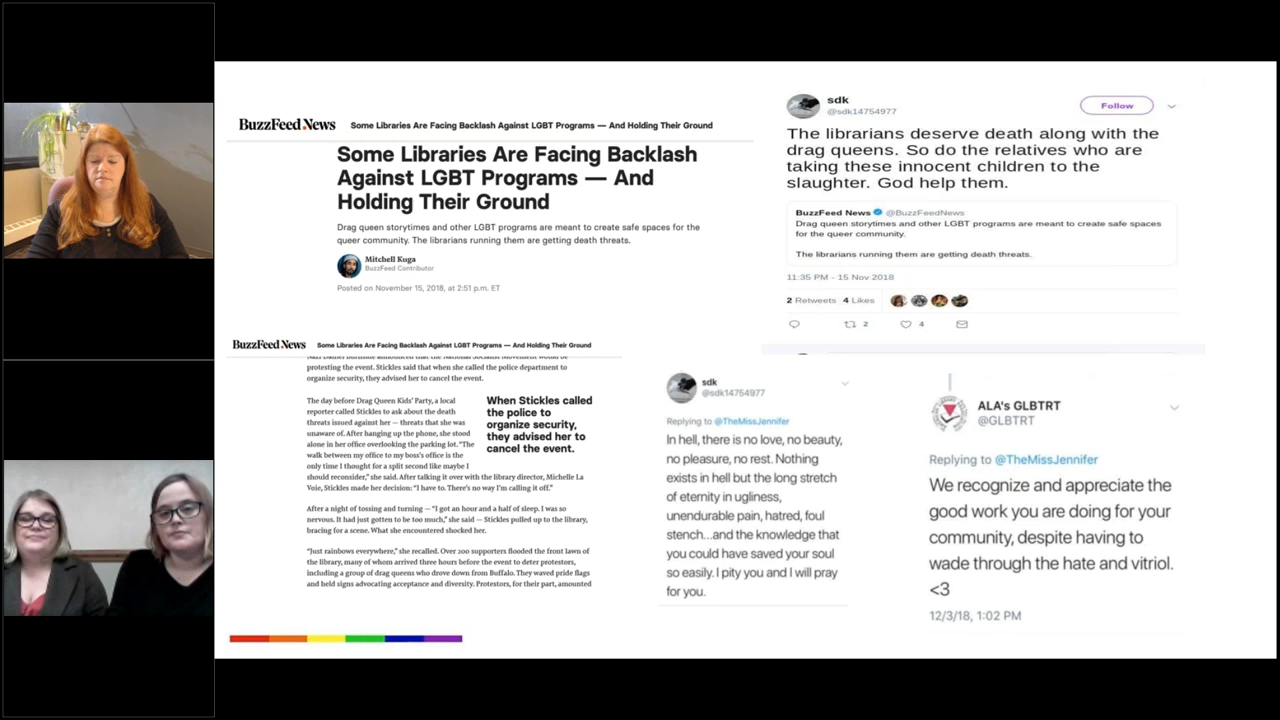 BuzzFeed News Some Libraries Are Facing Backlash Against LGBT Programs — And Holding Their Ground
Some Libraries Are Facing Backlash
Against LGBT Programs — And
Holding Their Ground
Drag queen storytimes and other LGBT programs are meant to create safe spaces for the
queer community. The librarians running them are getting death threats.
Mitchell Kuga
BuzzFeed Contributor
Posted on November 15, 2018, at 2:51 p.m. ET
sdk
@sdk14754977
Follow
The librarians deserve death along with the
drag queens. So do the relatives who are
taking these innocent children to the
slaughter. God help them.
BuzzFeed News @BuzzFeedNews
Drag queen storytimes and other LGBT programs are meant to create safe spaces
for the queer community.
The librarians running them are getting death threats.
11:35 PM - 15 Nov 2018
2 Retweets 4 Likes
2 4
BuzzFeed News Some Libraries Are Facing Backlash Against LGBT Programs — And Holding Their Ground
protesting the event. Stickles said that when she called the police department to
organize security, they advised her to cancel the event.
The day before Drag Queen Kids' Party, a local
reporter called Stickles to ask about the death
threats issued against her — threats that she was
unaware of. After hanging up the phone, she stood
alone in her office overlooking the parking lot. "The
walk between my office to my boss's office is the
only time I thought for a split second like maybe I
should reconsider," she said. After talking it over with the library director, Michelle La
Voie, Stickles made her decision: "I have to. There's no way I'm calling it off."
When Stickles called
the police to
organize security,
they advised her to
cancel the event.
After a night of tossing and turning — "I got an hour and a half of sleep. I was so
nervous. It had just gotten to be too much," she said — Stickles pulled up to the library,
bracing for a scene. What she encountered shocked her.
"Just rainbows everywhere," she recalled. Over 200 supporters flooded the front lawn of
the library, many of whom arrived three hours before the event to deter protestors,
including a group of drag queens who drove down from Buffalo. They waved pride flags
and held signs advocating acceptance and diversity. Protestors, for their part, amounted
sdk
@sdk14754977
Replying to @TheMissJennifer
In hell, there is no love, no beauty,
no pleasure, no rest. Nothing
exists in hell but the long stretch
of eternity in ugliness,
unendurable pain, hatred, foul
stench...and the knowledge that
you could have saved your soul
so easily. I pity you and I will pray
for you.
ALA's GLBTRT
@GLBTRT
Replying to @TheMissJennifer
We recognize and appreciate the
good work you are doing for your
community, despite having to
wade through the hate and vitriol.
<3
12/3/18, 1:02 PM